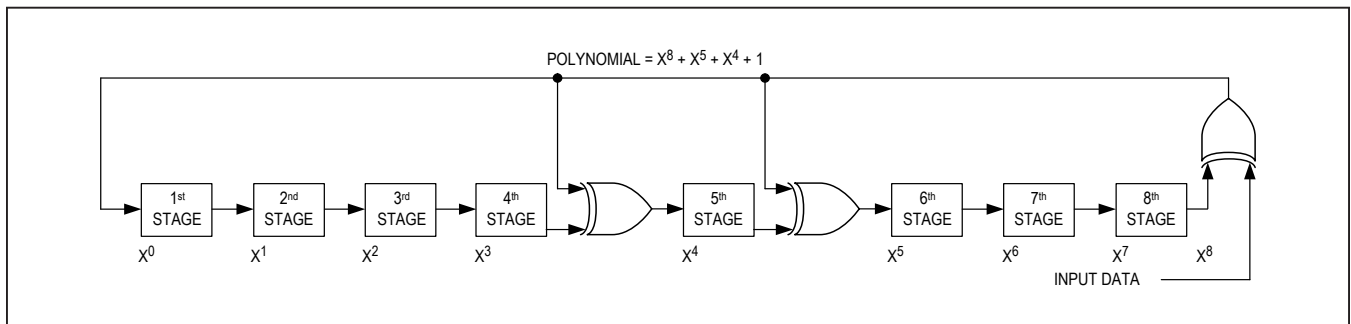 POLYNOMIAL = X⁸ + X⁵ + X⁴ + 1
1st STAGE
2nd STAGE
3rd STAGE
4th STAGE
5th STAGE
6th STAGE
7th STAGE
8th STAGE
X⁰ X¹ X² X³ X⁴ X⁵ X⁶ X⁷ X⁸
INPUT DATA